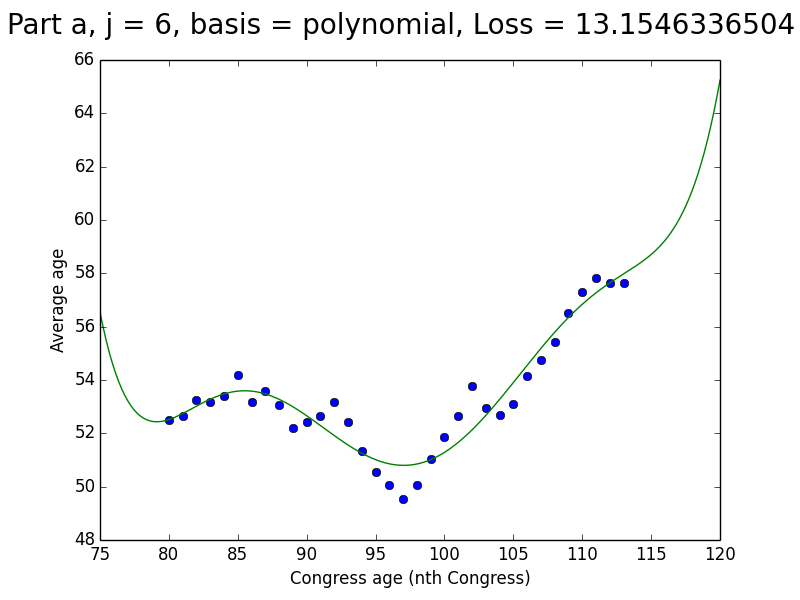 Part a, j = 6, basis = polynomial, Loss = 13.1546336504
66
64
62
60
58
56
54
52
50
48
Average age
75 80 85 90 95 100 105 110 115 120
Congress age (nth Congress)